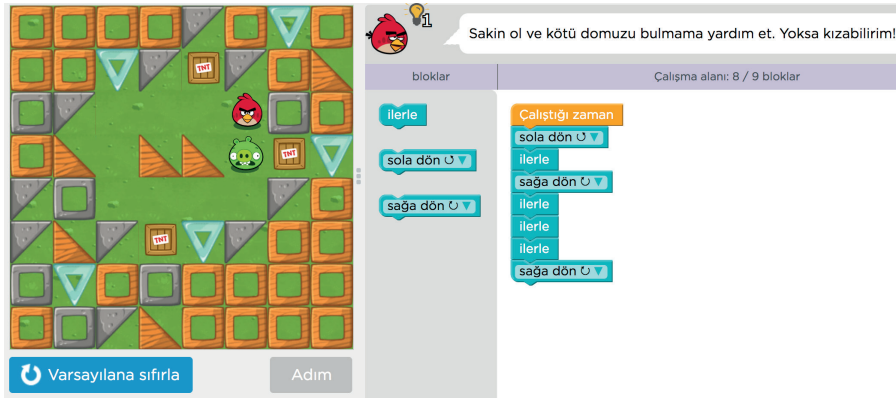 1
Sakin ol ve kötü domuzu bulmama yardım et. Yoksa kızabilirim!
bloklar
Çalışma alanı: 8 / 9 bloklar
ilerle
sola dön
sağa dön
Çalıştığı zaman
sola dön
ilerle
sağa dön
ilerle
ilerle
ilerle
sağa dön
TNT
TNT
TNT
Varsayılana sıfırla
Adım